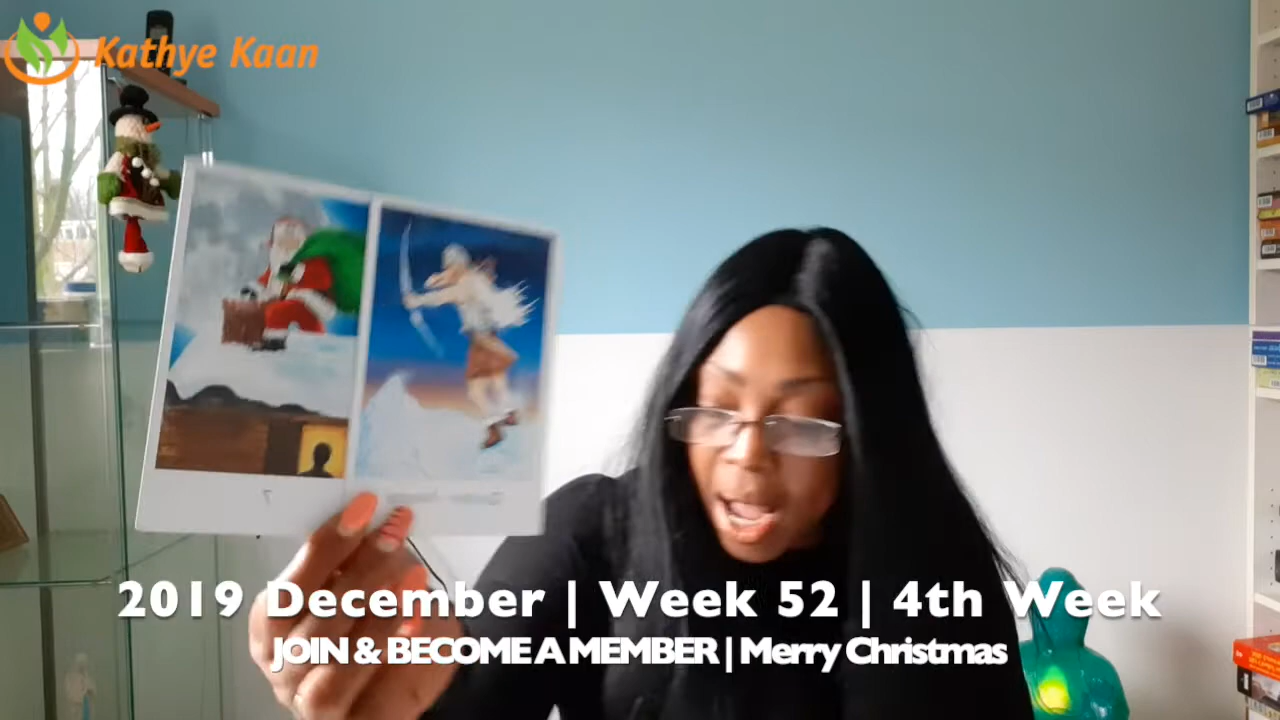 Kathye Kaan
2019 December | Week 52 | 4th Week
JOIN & BECOME A MEMBER | Merry Christmas